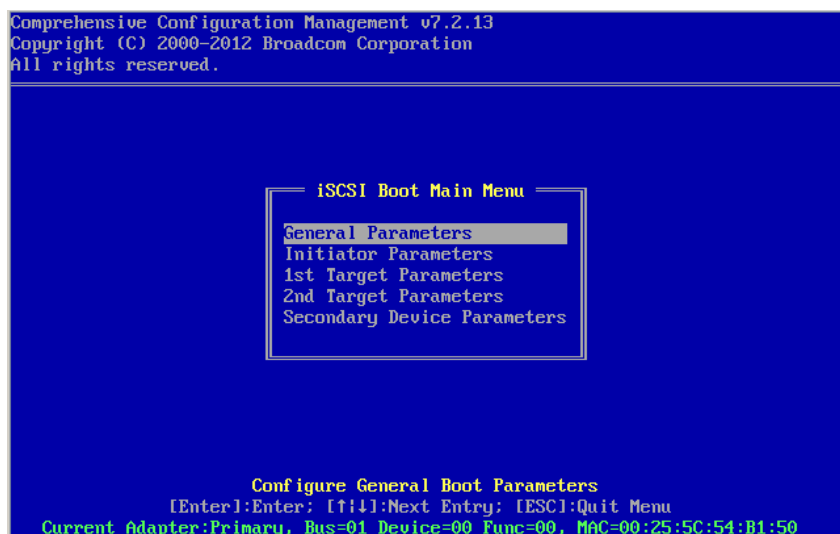 Comprehensive Configuration Management v7.2.13
Copyright (C) 2000-2012 Broadcom Corporation
All rights reserved.
iSCSI Boot Main Menu
General Parameters
Initiator Parameters
1st Target Parameters
2nd Target Parameters
Secondary Device Parameters
Configure General Boot Parameters
[Enter]:Enter; [↑¦↓]:Next Entry; [ESC]:Quit Menu
Current Adapter:Primary, Bus=01 Device=00 Func=00, MAC=00:25:5C:54:B1:50